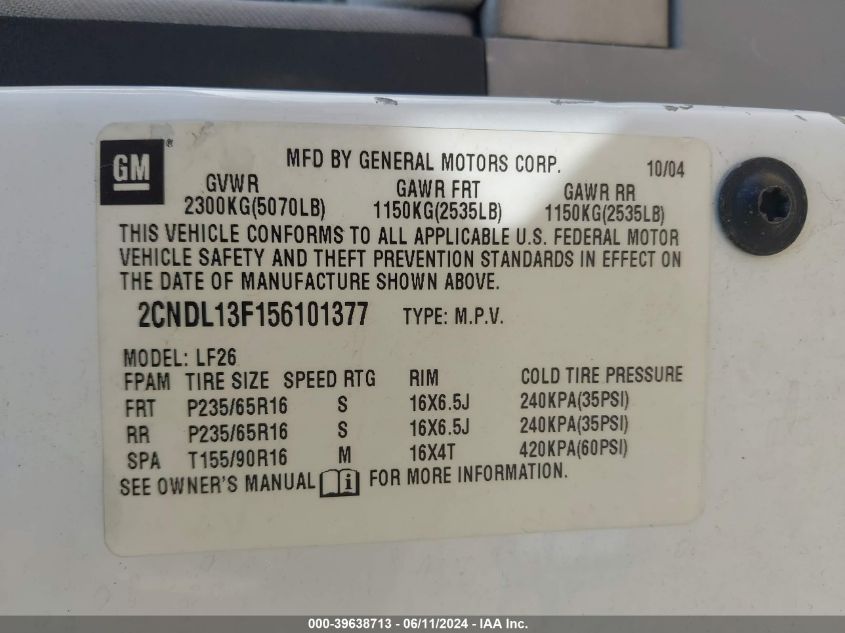 GM ®
MFD BY GENERAL MOTORS CORP. 10/04
GVWR GAWR FRT GAWR RR
2300KG(5070LB) 1150KG(2535LB) 1150KG(2535LB)
THIS VEHICLE CONFORMS TO ALL APPLICABLE U.S. FEDERAL MOTOR
VEHICLE SAFETY AND THEFT PREVENTION STANDARDS IN EFFECT ON
THE DATE OF MANUFACTURE SHOWN ABOVE.
2CNDL13F156101377 TYPE: M.P.V.
MODEL: LF26
FPAM TIRE SIZE SPEED RTG RIM COLD TIRE PRESSURE
FRT P235/65R16 S 16X6.5J 240KPA(35PSI)
RR P235/65R16 S 16X6.5J 240KPA(35PSI)
SPA T155/90R16 M 16X4T 420KPA(60PSI)
SEE OWNER'S MANUAL i FOR MORE INFORMATION.
000-39638713 - 06/11/2024 - IAA Inc.